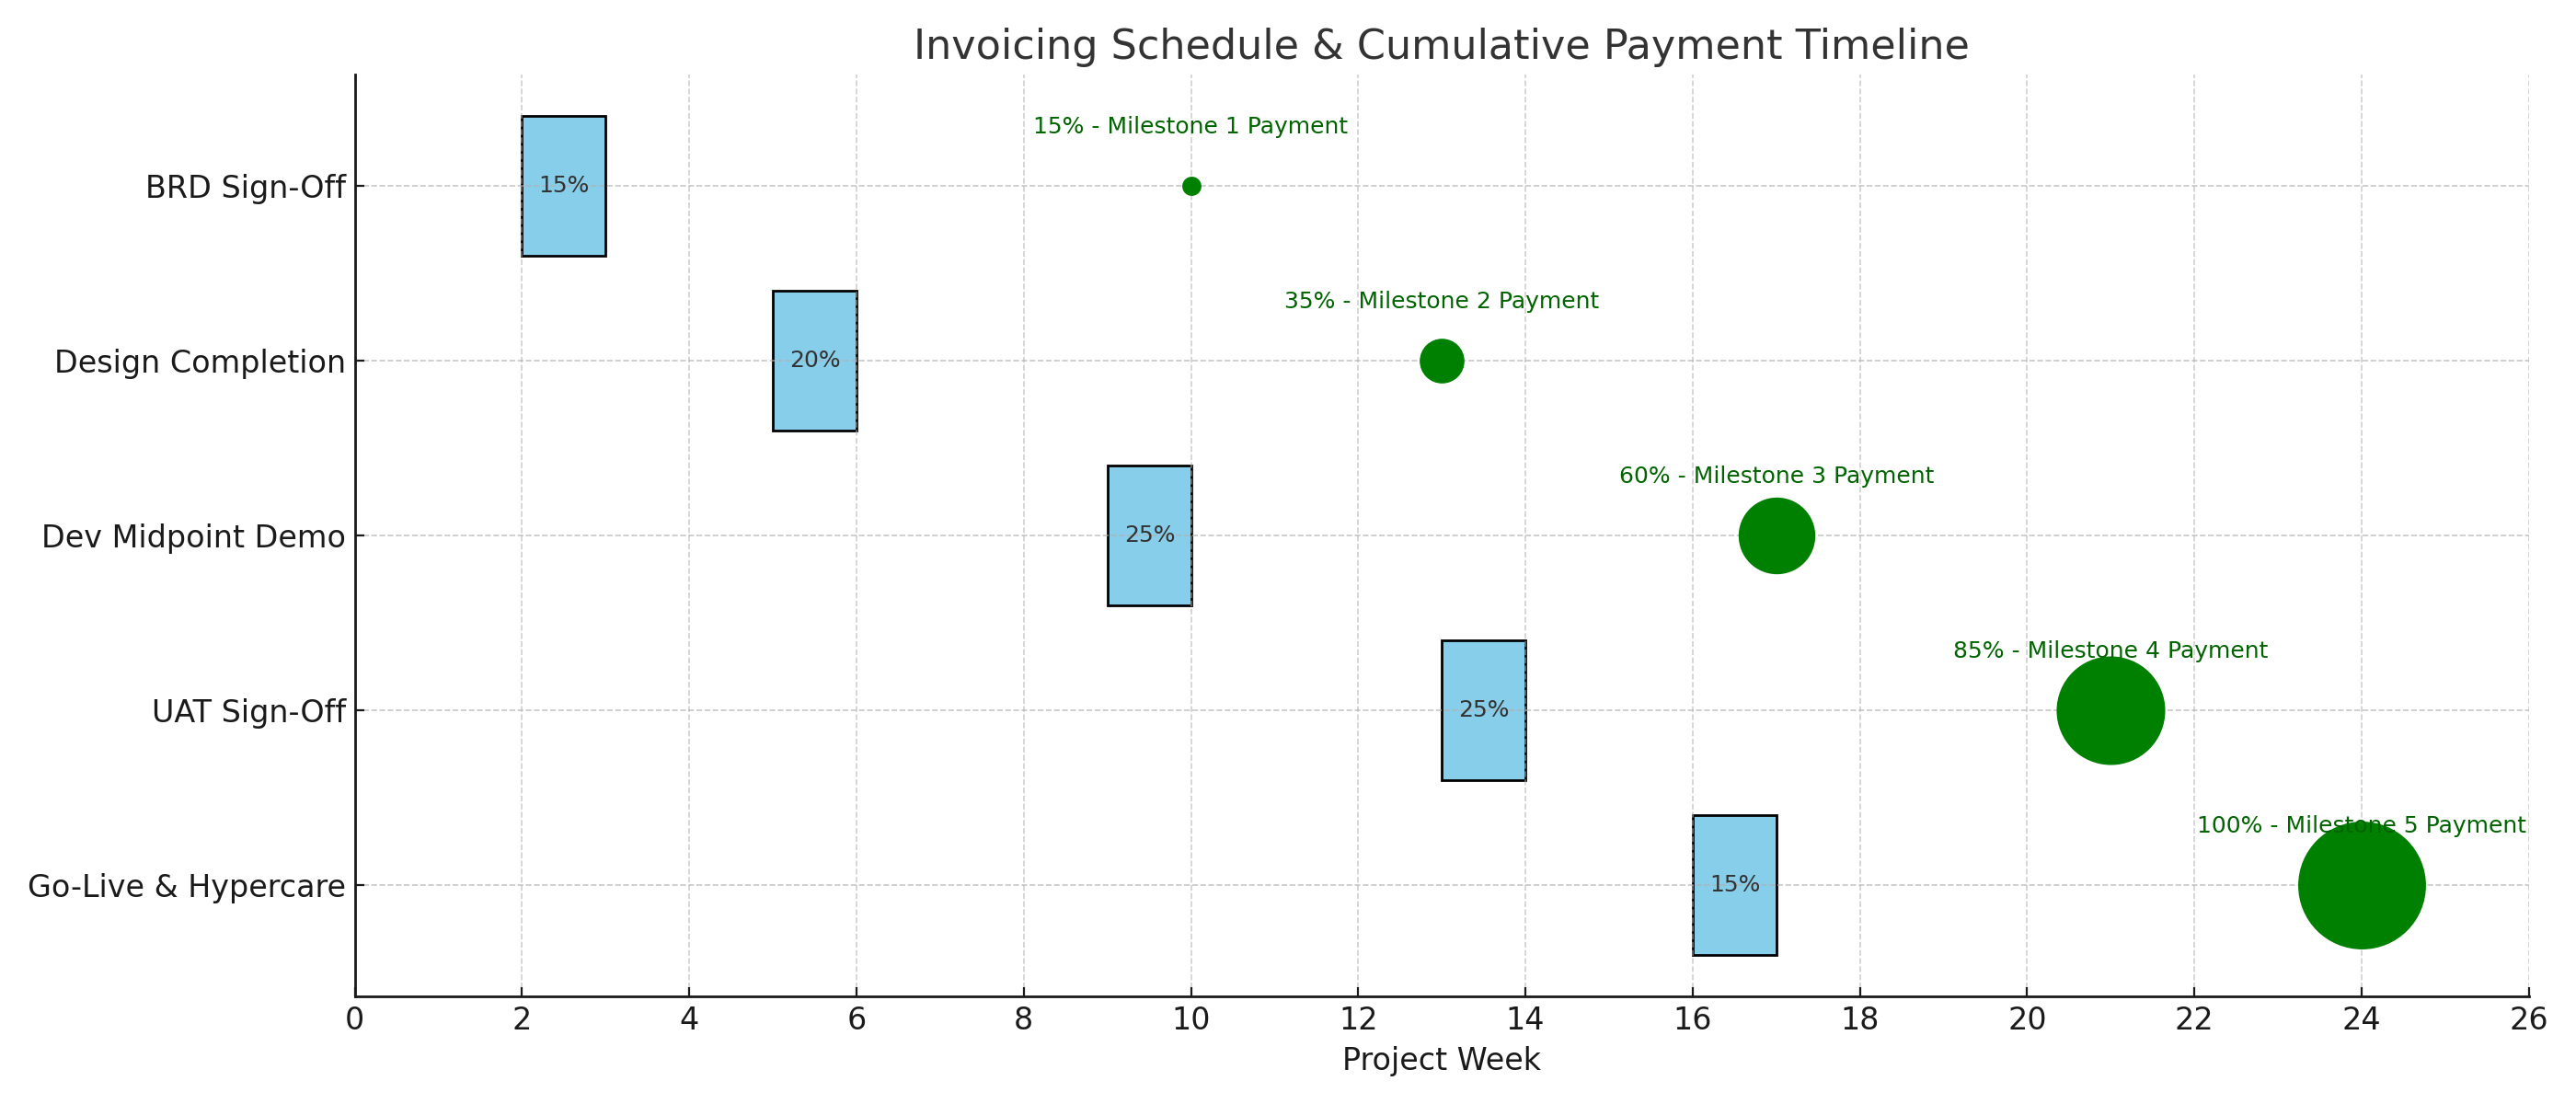 Invoicing Schedule & Cumulative Payment Timeline
15% - Milestone 1 Payment
BRD Sign-Off
15%
35% - Milestone 2 Payment
Design Completion
20%
60% - Milestone 3 Payment
Dev Midpoint Demo
25%
85% - Milestone 4 Payment
UAT Sign-Off
25%
100% - Milestone 5 Payment
Go-Live & Hypercare
15%
0 2 4 6 8 10 12 14 16 18 20 22 24 26
Project Week